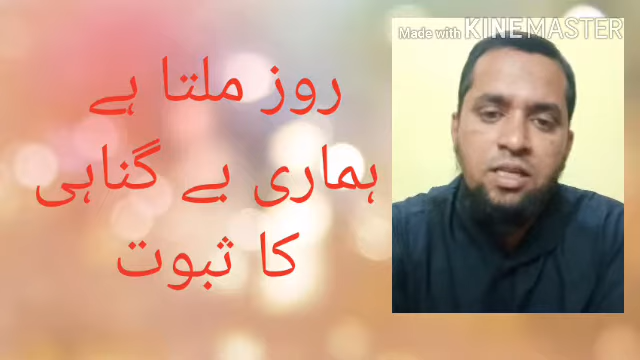 Made with KINEMASTER
روز ملتا ہے
ہماری بے گناہی
کا ثبوت